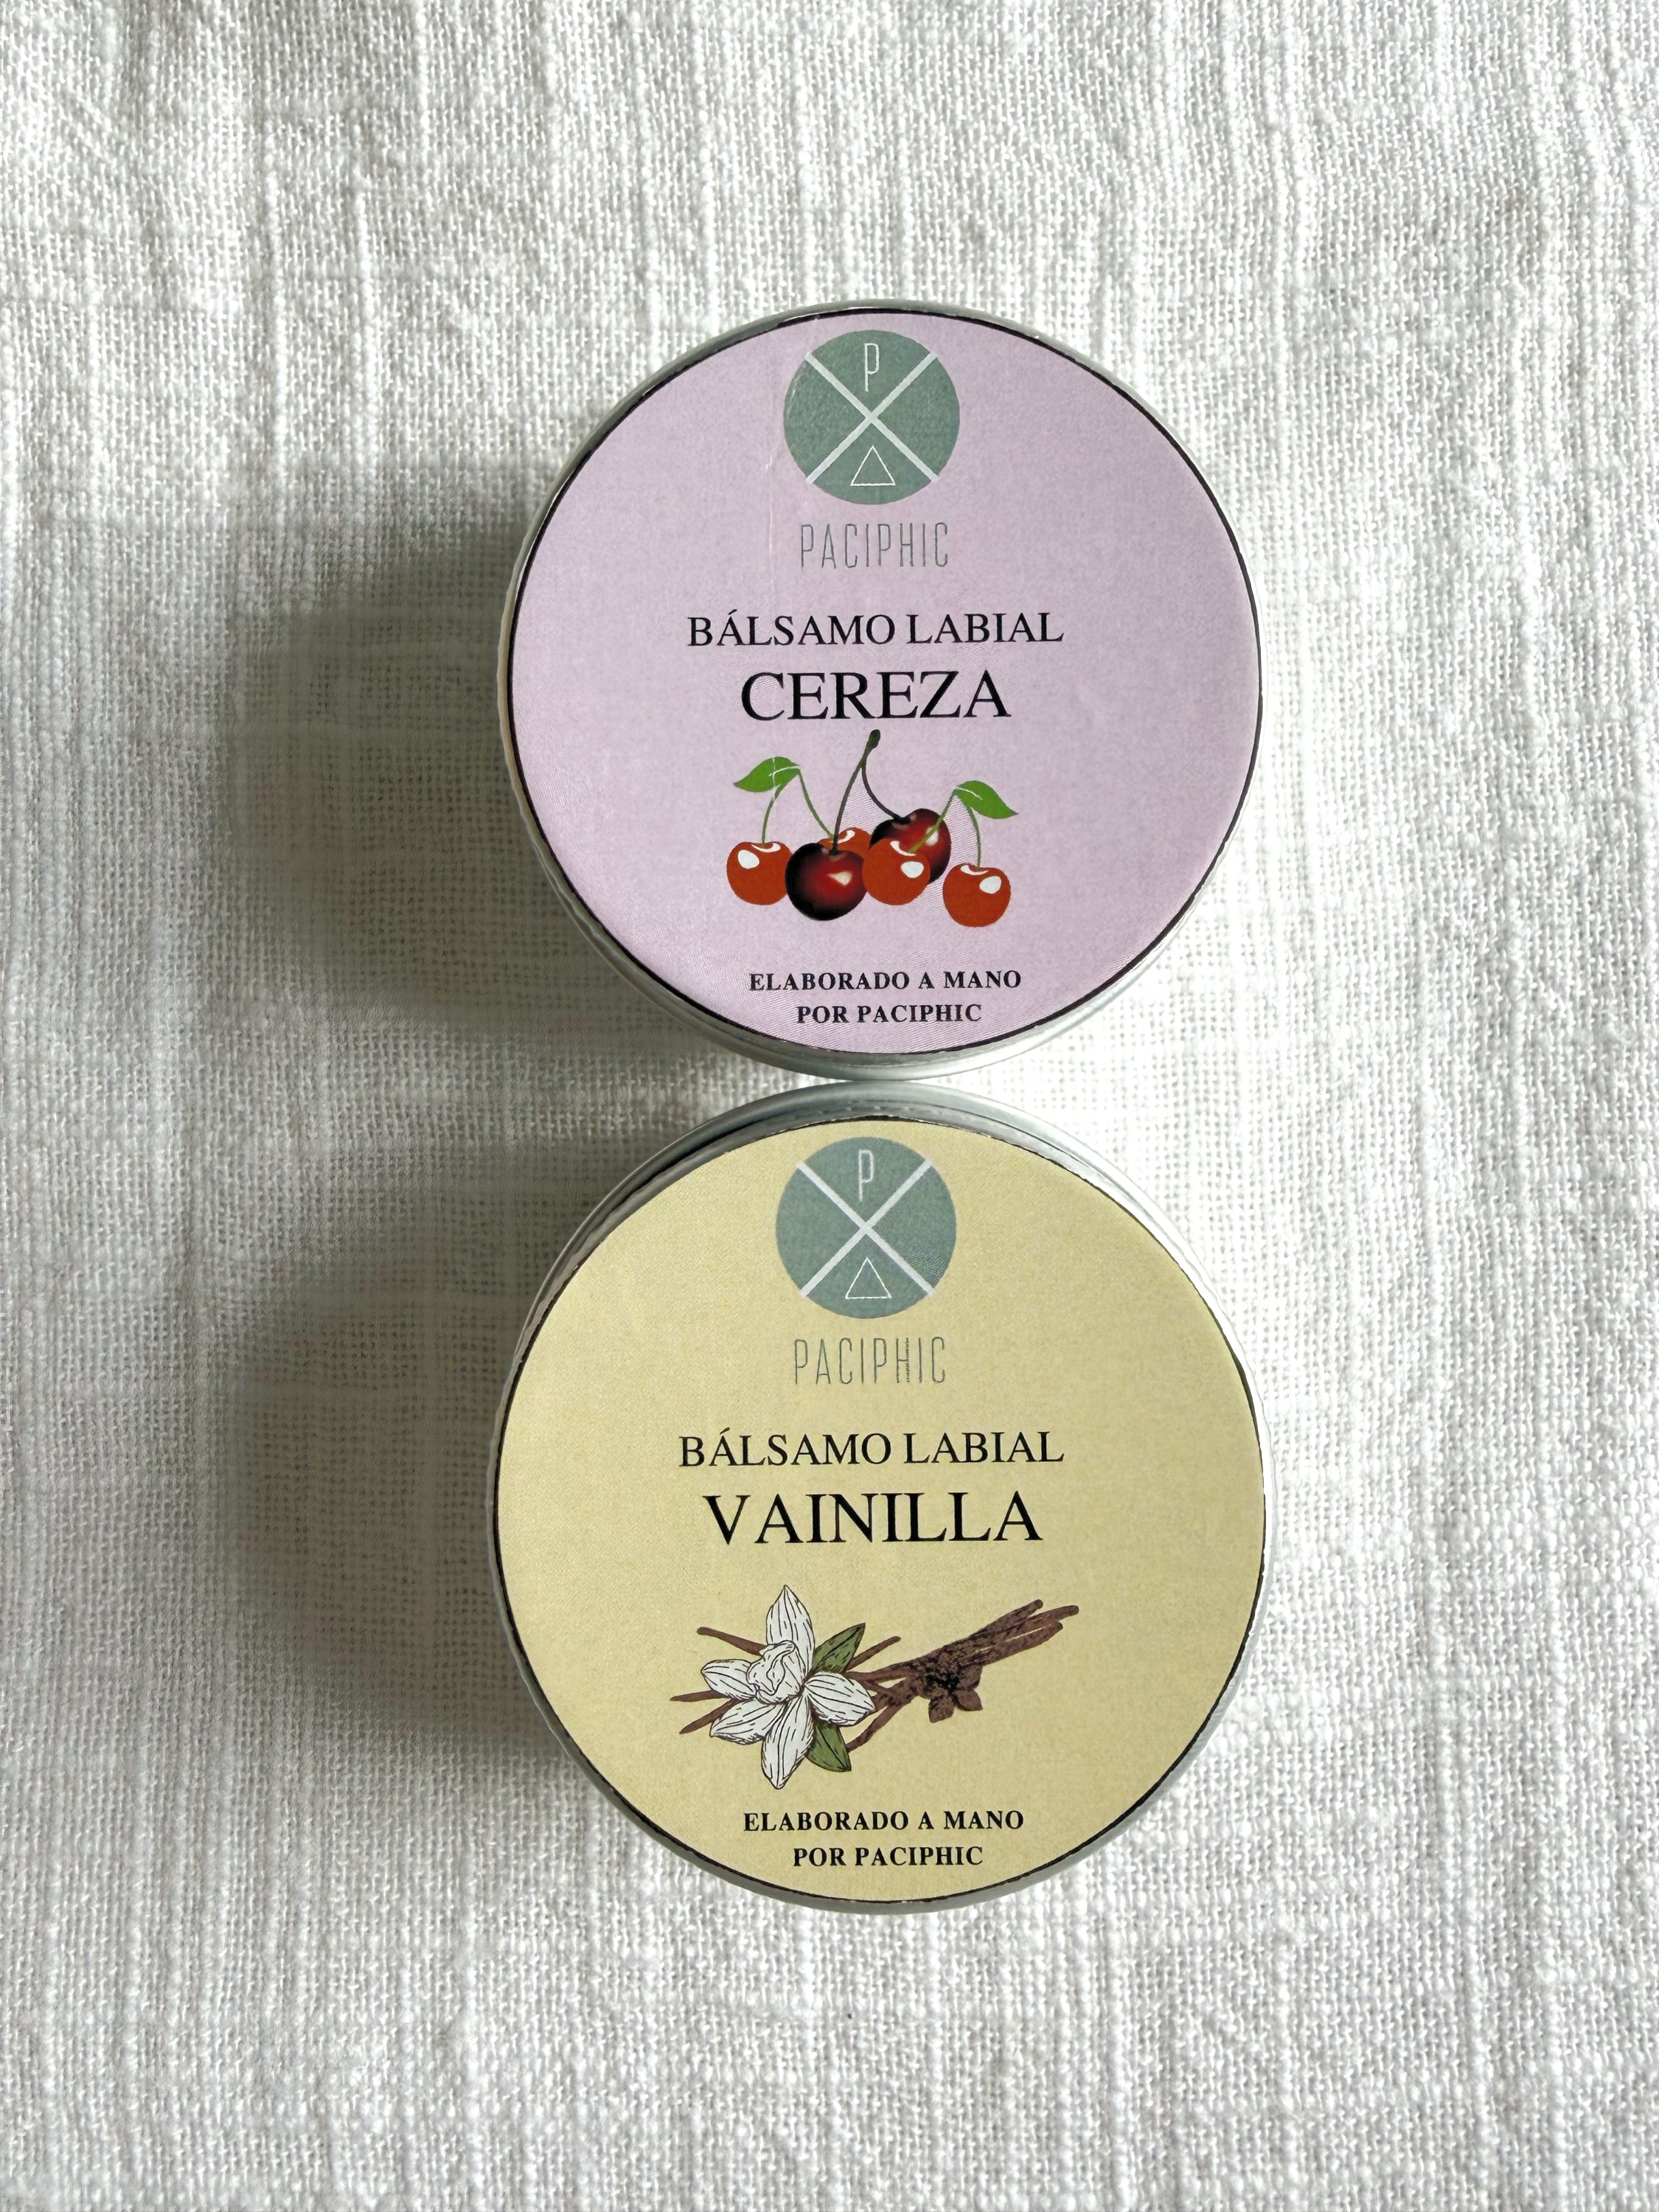 P
PACIPHIC
BÁLSAMO LABIAL
CEREZA
ELABORADO A MANO
POR PACIPHIC
P
PACIPHIC
BÁLSAMO LABIAL
VAINILLA
ELABORADO A MANO
POR PACIPHIC